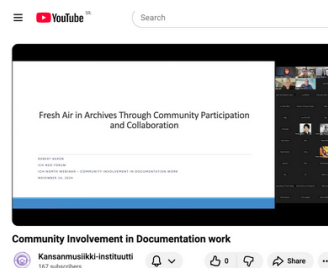 YouTube
Search
Fresh Air in Archives Through Community Participation
and Collaboration
ICH NGO FORUM
ICH NORTH WEBINAR : COMMUNITY INVOLVEMENT IN DOCUMENTATION WORK
Community Involvement in Documentation work
Kansanmusiikki-instituutti
167 subscribers
0
Share